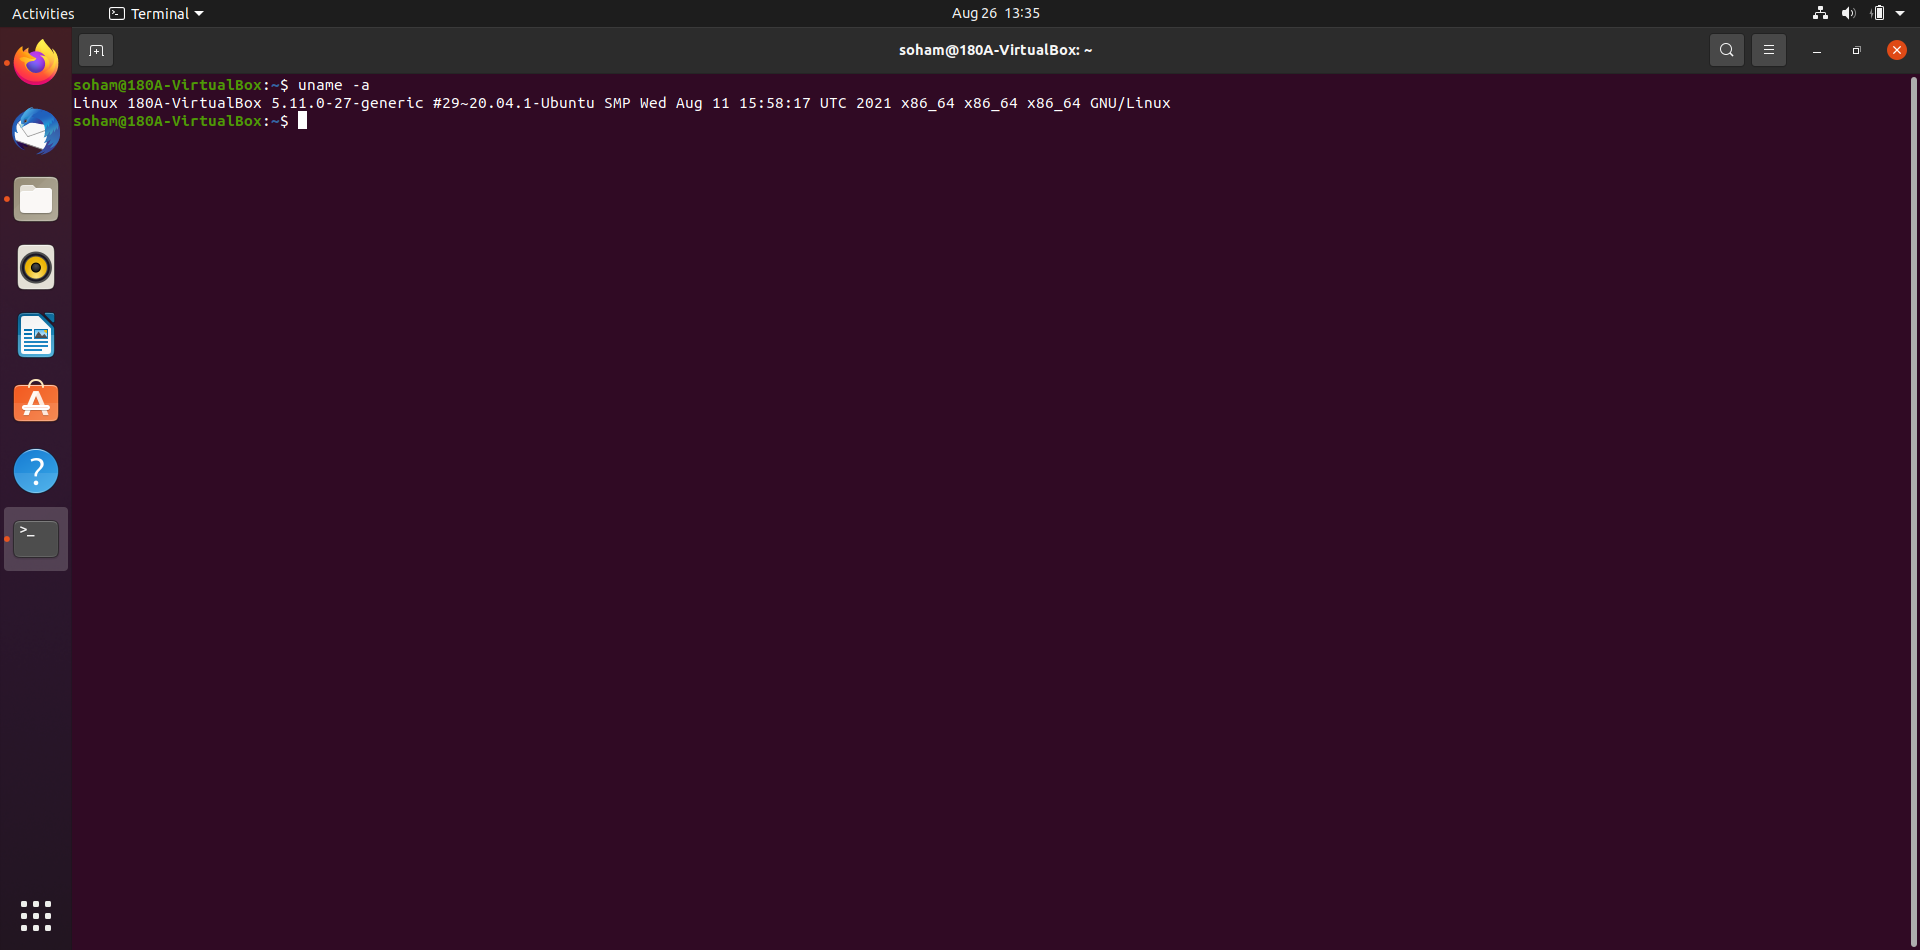 Activities Terminal Aug 26 13:35
soham@180A-VirtualBox: ~
soham@180A-VirtualBox:~$ uname -a
Linux 180A-VirtualBox 5.11.0-27-generic #29~20.04.1-Ubuntu SMP Wed Aug 11 15:58:17 UTC 2021 x86_64 x86_64 x86_64 GNU/Linux
soham@180A-VirtualBox:~$